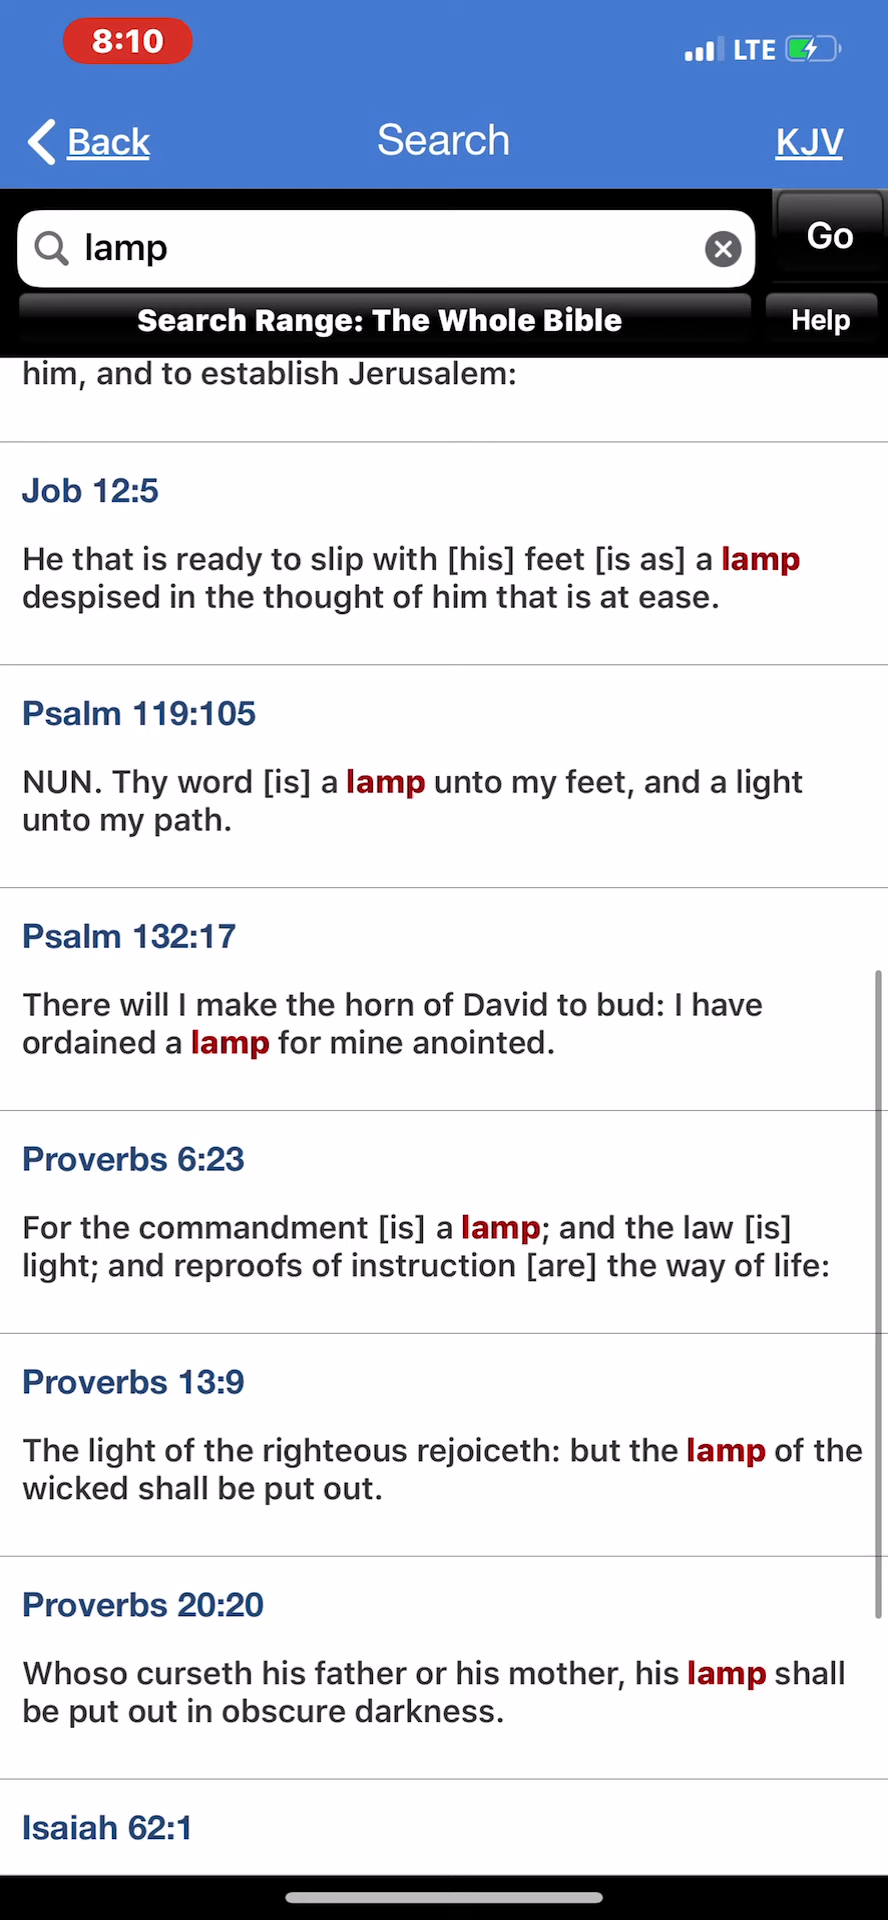 8:10
LTE
Back
Search
KJV
lamp
Go
Search Range: The Whole Bible
Help
him, and to establish Jerusalem:
Job 12:5
He that is ready to slip with [his] feet [is as] a lamp
despised in the thought of him that is at ease.
Psalm 119:105
NUN. Thy word [is] a lamp unto my feet, and a light
unto my path.
Psalm 132:17
There will I make the horn of David to bud: I have
ordained a lamp for mine anointed.
Proverbs 6:23
For the commandment [is] a lamp; and the law [is]
light; and reproofs of instruction [are] the way of life:
Proverbs 13:9
The light of the righteous rejoiceth: but the lamp of the
wicked shall be put out.
Proverbs 20:20
Whoso curseth his father or his mother, his lamp shall
be put out in obscure darkness.
Isaiah 62:1